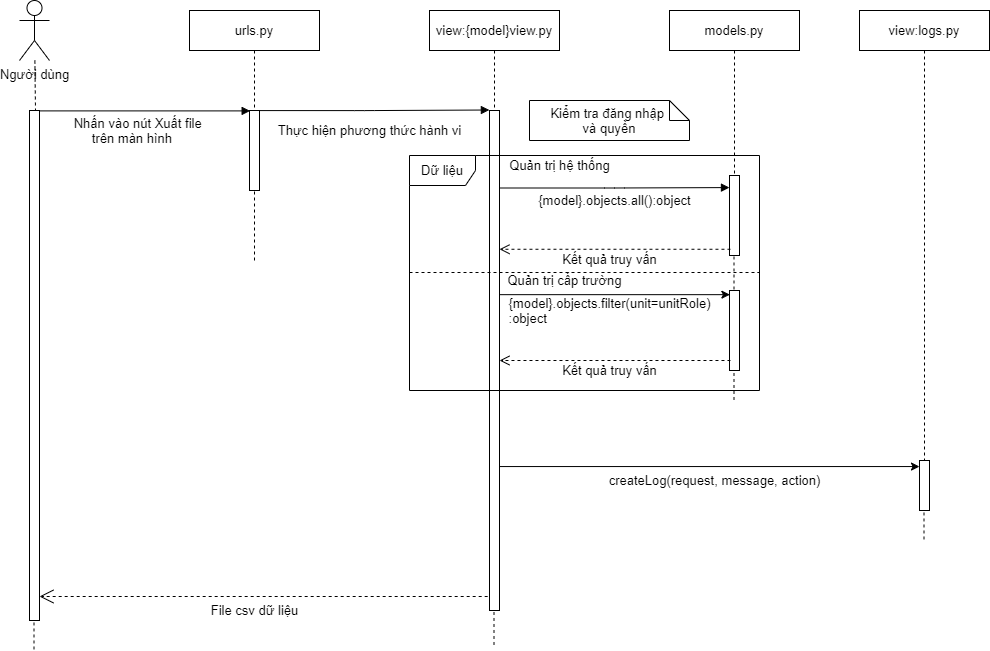 urls.py
view:{model}view.py
models.py
view:logs.py
Người dùng
Nhấn vào nút Xuất file
trên màn hình
Thực hiện phương thức hành vi
Kiểm tra đăng nhập
và quyền
Dữ liệu
Quản trị hệ thống
{model}.objects.all():object
Kết quả truy vấn
Quản trị cấp trường
{model}.objects.filter(unit=unitRole)
:object
Kết quả truy vấn
createLog(request, message, action)
File csv dữ liệu